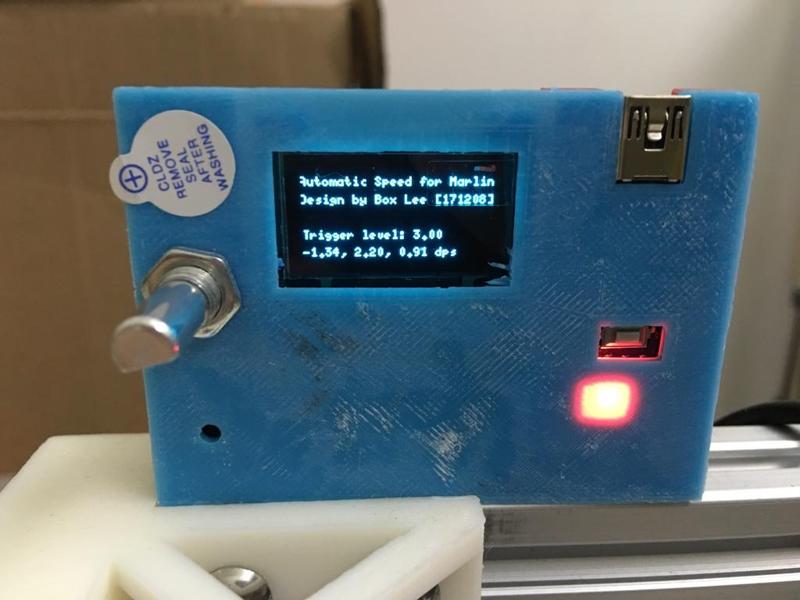 CLDZ
REMOVE
SEAL
AFTER
WASHING
Automatic Speed for Marlin
Design by Box Lee [171208]
Trigger level: 3.00
-1.34, 2.20, 0.91 dps